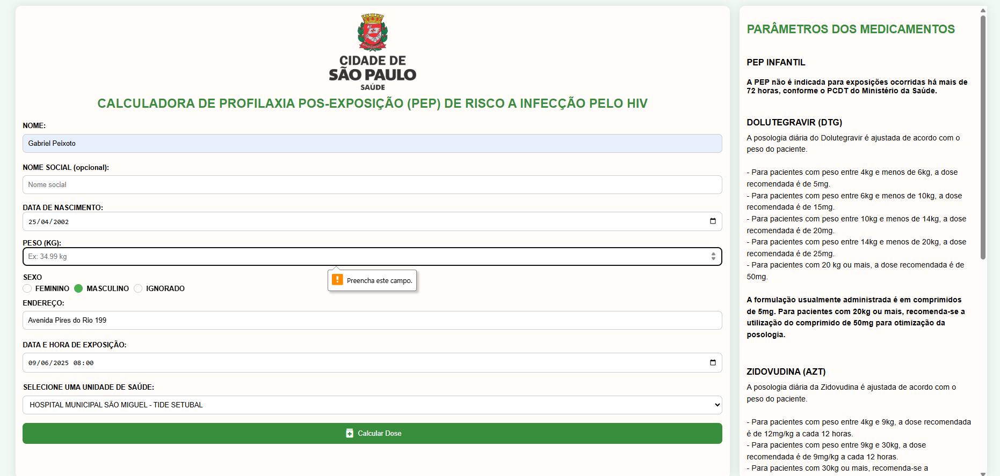 CIDADE DE
SÃO PAULO
SAÚDE
CALCULADORA DE PROFILAXIA POS-EXPOSIÇÃO (PEP) DE RISCO A INFECÇÃO PELO HIV
NOME:
Gabriel Peixoto
NOME SOCIAL (opcional):
Nome social
DATA DE NASCIMENTO:
25/04/2002
PESO (KG):
Ex: 34.99 kg
Preencha este campo.
SEXO
FEMININO MASCULINO IGNORADO
ENDEREÇO:
Avenida Pires do Rio 199
DATA E HORA DE EXPOSIÇÃO:
09/06/2025 08:00
SELECIONE UMA UNIDADE DE SAÚDE:
HOSPITAL MUNICIPAL SÃO MIGUEL - TIDE SETUBAL
Calcular Dose
PARÂMETROS DOS MEDICAMENTOS
PEP INFANTIL
A PEP não é indicada para exposições ocorridas há mais de
72 horas, conforme o PCDT do Ministério da Saúde.
DOLUTEGRAVIR (DTG)
A posologia diária do Dolutegravir é ajustada de acordo com o
peso do paciente.
- Para pacientes com peso entre 4kg e menos de 6kg, a dose
recomendada é de 5mg.
- Para pacientes com peso entre 6kg e menos de 10kg, a dose
recomendada é de 15mg.
- Para pacientes com peso entre 10kg e menos de 14kg, a dose
recomendada é de 20mg.
- Para pacientes com peso entre 14kg e menos de 20kg, a dose
recomendada é de 25mg.
- Para pacientes com 20 kg ou mais, a dose recomendada é de
50mg.
A formulação usualmente administrada é em comprimidos
de 5mg. Para pacientes com 20kg ou mais, recomenda-se a
utilização do comprimido de 50mg para otimização da
posologia.
ZIDOVUDINA (AZT)
A posologia diária da Zidovudina é ajustada de acordo com o
peso do paciente.
- Para pacientes com peso entre 4kg e 9kg, a dose recomendada
é de 12mg/kg a cada 12 horas.
- Para pacientes com peso entre 9kg e 30kg, a dose
recomendada é de 9mg/kg a cada 12 horas.
- Para pacientes com 30kg ou mais, recomenda-se a